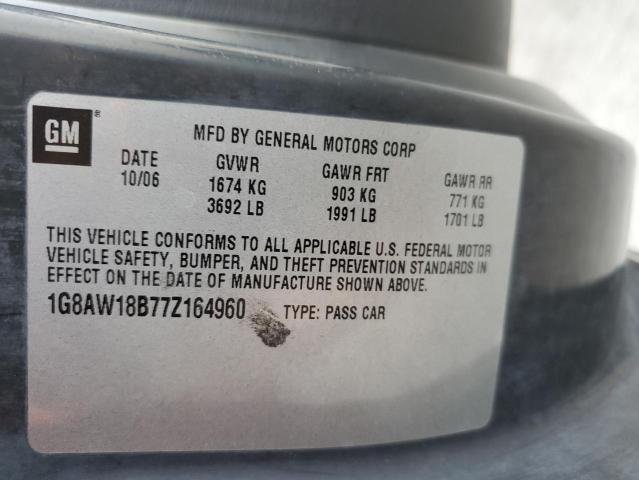 GM®
MFD BY GENERAL MOTORS CORP
DATE GVWR GAWR FRT GAWR RR
10/06 1674 KG 903 KG 771 KG
3692 LB 1991 LB 1701 LB
THIS VEHICLE CONFORMS TO ALL APPLICABLE U.S. FEDERAL MOTOR
VEHICLE SAFETY, BUMPER, AND THEFT PREVENTION STANDARDS IN
EFFECT ON THE DATE OF MANUFACTURE SHOWN ABOVE.
1G8AW18B77Z164960 TYPE: PASS CAR